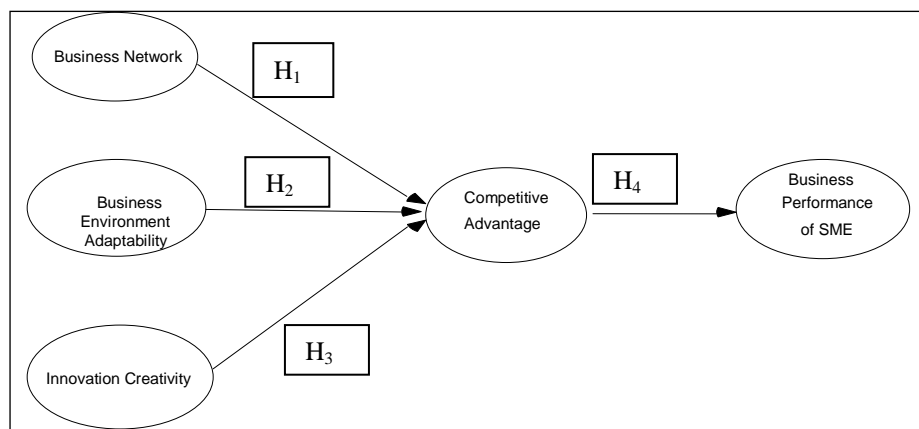 Business Network
H₁
Business
Environment
Adaptability
H₂
Innovation Creativity
H₃
Competitive
Advantage
H₄
Business
Performance
of SME